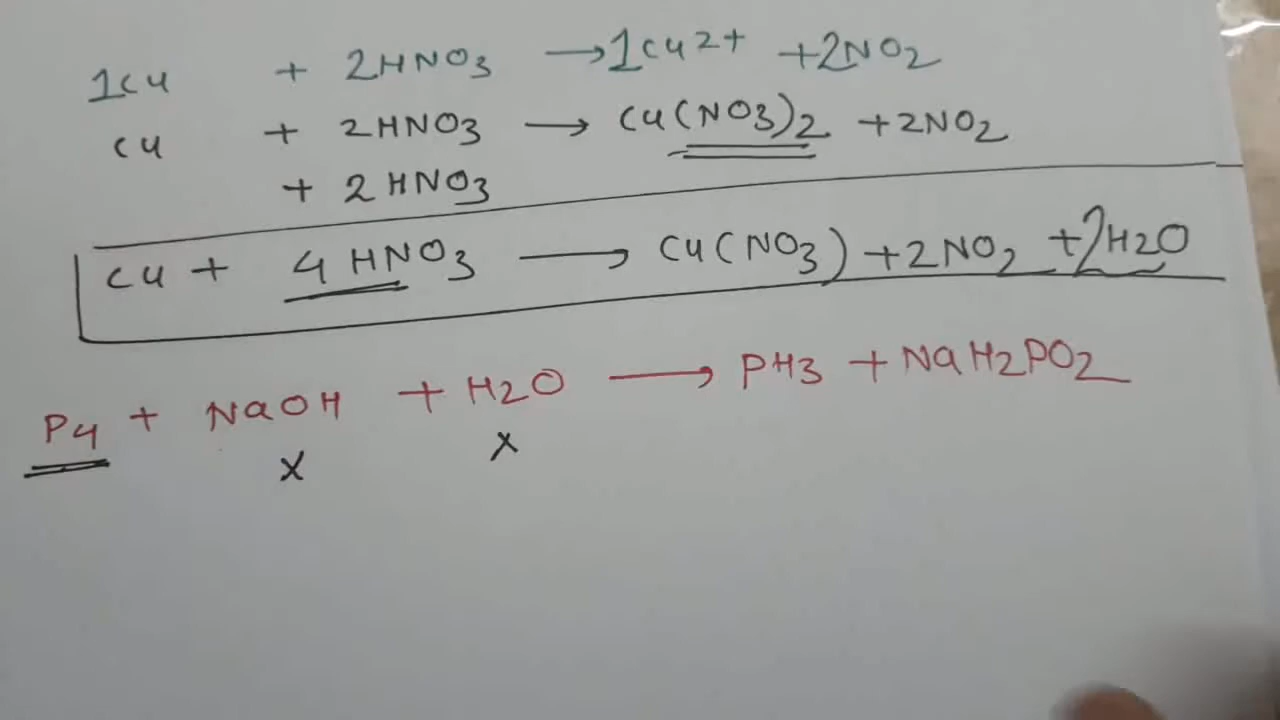 1Cu + 2HNO3 → 1Cu2+ + 2NO2
Cu + 2HNO3 → Cu(NO3)2 + 2NO2
+ 2HNO3
Cu + 4HNO3 → Cu(NO3) + 2NO2 + 2H2O
P4 + NaOH + H2O → PH3 + NaH2PO2
x x